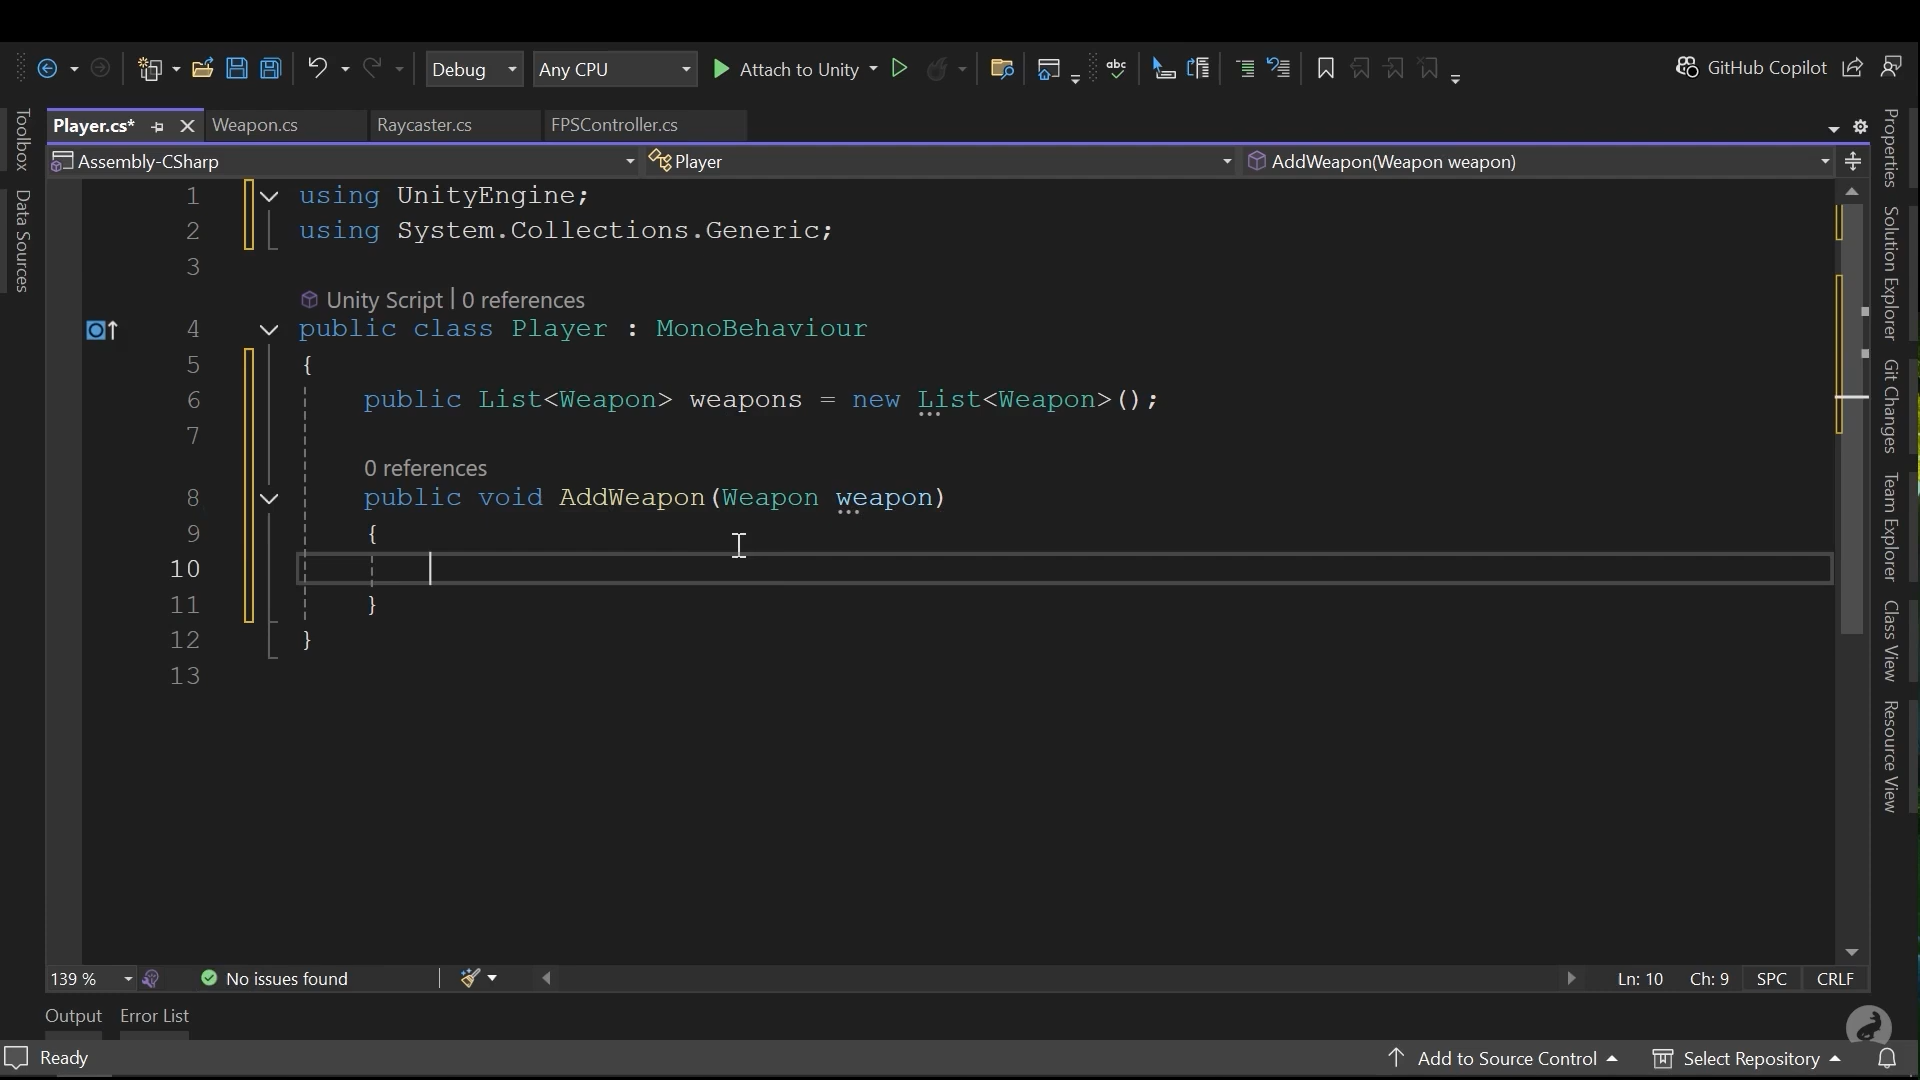 Debug
Any CPU
Attach to Unity
abc
GitHub Copilot
Player.cs*
Weapon.cs
Raycaster.cs
FPSController.cs
Assembly-CSharp
Player
AddWeapon(Weapon weapon)
Toolbox
Data Sources
1 using UnityEngine;
2 using System.Collections.Generic;
3
Unity Script | 0 references
4 public class Player : MonoBehaviour
5 {
6 public List<Weapon> weapons = new List<Weapon>();
7
0 references
8 public void AddWeapon(Weapon weapon)
9 {
10
11 }
12 }
13
Properties
Solution Explorer
Git Changes
Team Explorer
Class View
Resource View
139 %
No issues found
Ln: 10
Ch: 9
SPC
CRLF
Output
Error List
Ready
Add to Source Control
Select Repository